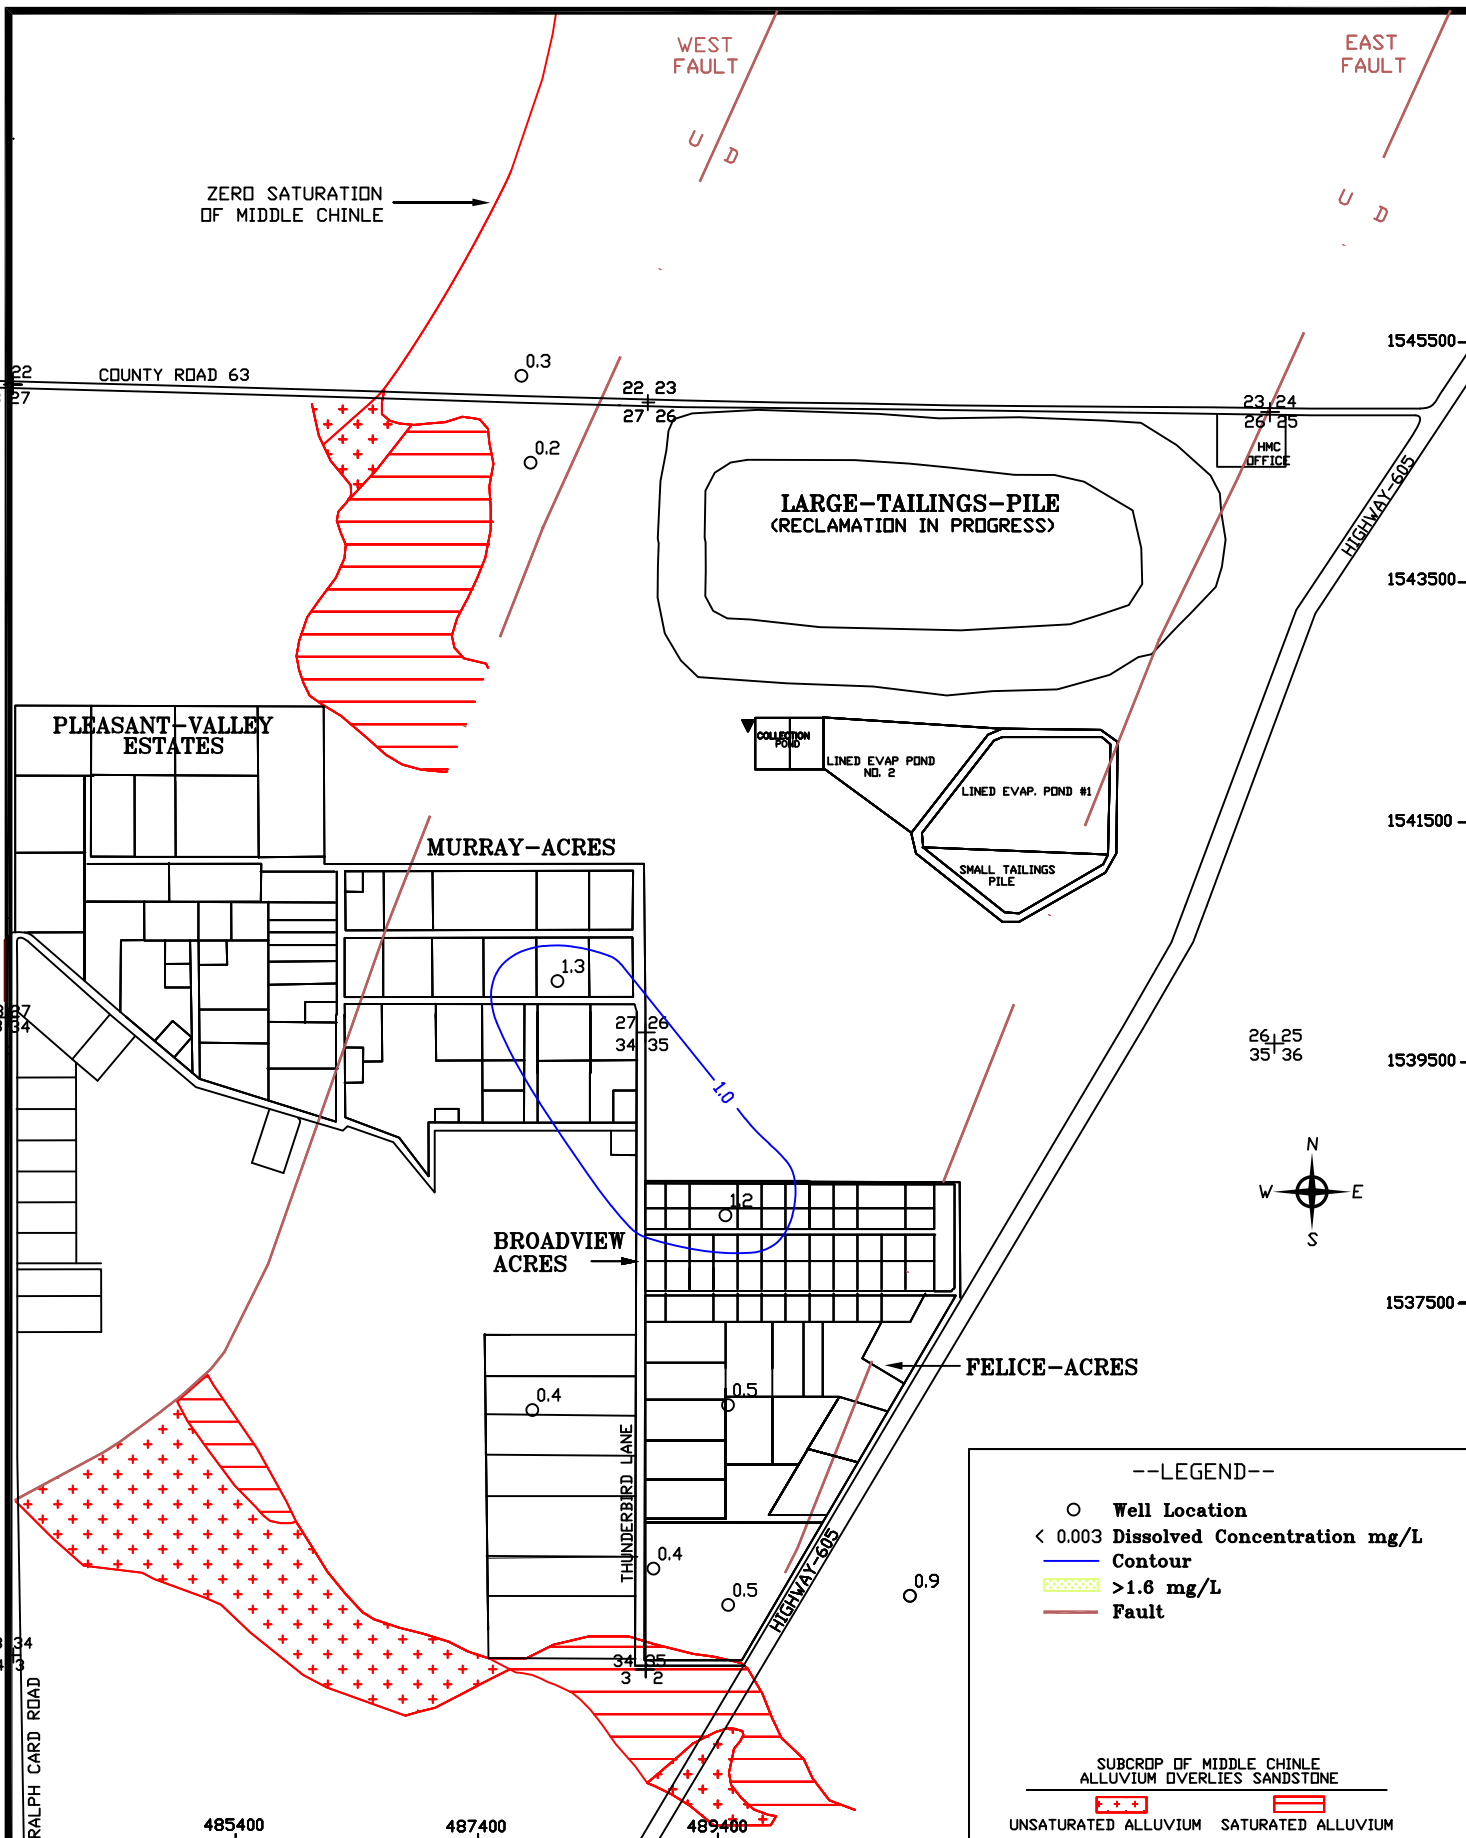 WEST
FAULT
EAST
FAULT
U D
U D
ZERO SATURATION
OF MIDDLE CHINLE
1545500
0.3
22
27
COUNTY ROAD 63
22 23
27 26
23 24
26 25
HMC
OFFICE
0.2
HIGHWAY-605
LARGE-TAILINGS-PILE
(RECLAMATION IN PROGRESS)
1543500
PLEASANT-VALLEY
ESTATES
COLLECTION
POND
LINED EVAP POND
NO. 2
LINED EVAP. POND #1
1541500
MURRAY-ACRES
SMALL TAILINGS
PILE
1.3
27 26
34 35
27
34
26 25
35 36
1539500
1.0
N
W E
S
1.2
BROADVIEW
ACRES
1537500
FELICE-ACRES
0.4
0.5
THUNDERBIRD LANE
0.4
0.5
0.9
HIGHWAY-605
34
3
34 35
3 2
RALPH CARD ROAD
--LEGEND--
Well Location
< 0.003 Dissolved Concentration mg/L
Contour
>1.6 mg/L
Fault
SUBCROP OF MIDDLE CHINLE
ALLUVIUM OVERLIES SANDSTONE
UNSATURATED ALLUVIUM SATURATED ALLUVIUM
485400
487400
489400